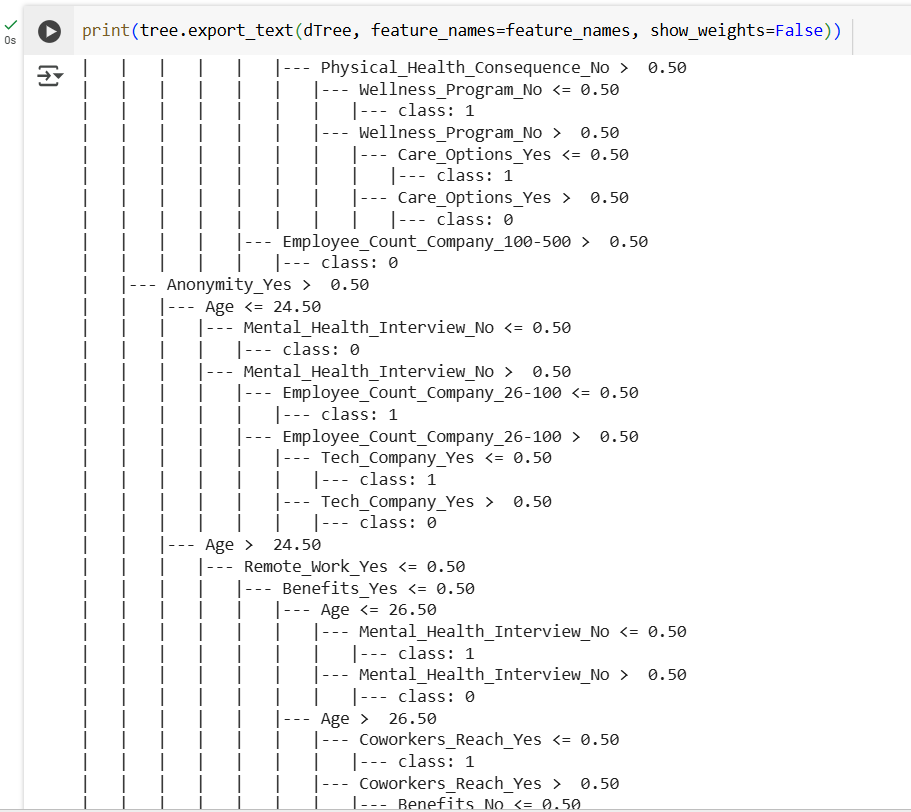 print(tree.export_text(dTree, feature_names=feature_names, show_weights=False))
0s
|   |   |   |   |   |--- Physical_Health_Consequence_No >  0.50
|   |   |   |   |   |   |--- Wellness_Program_No <= 0.50
|   |   |   |   |   |   |   |--- class: 1
|   |   |   |   |   |   |--- Wellness_Program_No >  0.50
|   |   |   |   |   |   |   |--- Care_Options_Yes <= 0.50
|   |   |   |   |   |   |   |   |--- class: 1
|   |   |   |   |   |   |   |--- Care_Options_Yes >  0.50
|   |   |   |   |   |   |   |   |--- class: 0
|   |   |   |   |--- Employee_Count_Company_100-500 >  0.50
|   |   |   |   |   |--- class: 0
|   |--- Anonymity_Yes >  0.50
|   |   |--- Age <= 24.50
|   |   |   |--- Mental_Health_Interview_No <= 0.50
|   |   |   |   |--- class: 0
|   |   |   |--- Mental_Health_Interview_No >  0.50
|   |   |   |   |--- Employee_Count_Company_26-100 <= 0.50
|   |   |   |   |   |--- class: 1
|   |   |   |   |--- Employee_Count_Company_26-100 >  0.50
|   |   |   |   |   |--- Tech_Company_Yes <= 0.50
|   |   |   |   |   |   |--- class: 1
|   |   |   |   |   |--- Tech_Company_Yes >  0.50
|   |   |   |   |   |   |--- class: 0
|   |   |--- Age >  24.50
|   |   |   |--- Remote_Work_Yes <= 0.50
|   |   |   |   |--- Benefits_Yes <= 0.50
|   |   |   |   |   |--- Age <= 26.50
|   |   |   |   |   |   |--- Mental_Health_Interview_No <= 0.50
|   |   |   |   |   |   |   |--- class: 1
|   |   |   |   |   |   |--- Mental_Health_Interview_No >  0.50
|   |   |   |   |   |   |   |--- class: 0
|   |   |   |   |   |--- Age >  26.50
|   |   |   |   |   |   |--- Coworkers_Reach_Yes <= 0.50
|   |   |   |   |   |   |   |--- class: 1
|   |   |   |   |   |   |--- Coworkers_Reach_Yes >  0.50
|   |   |   |   |   |   |   |--- Benefits_No <= 0.50